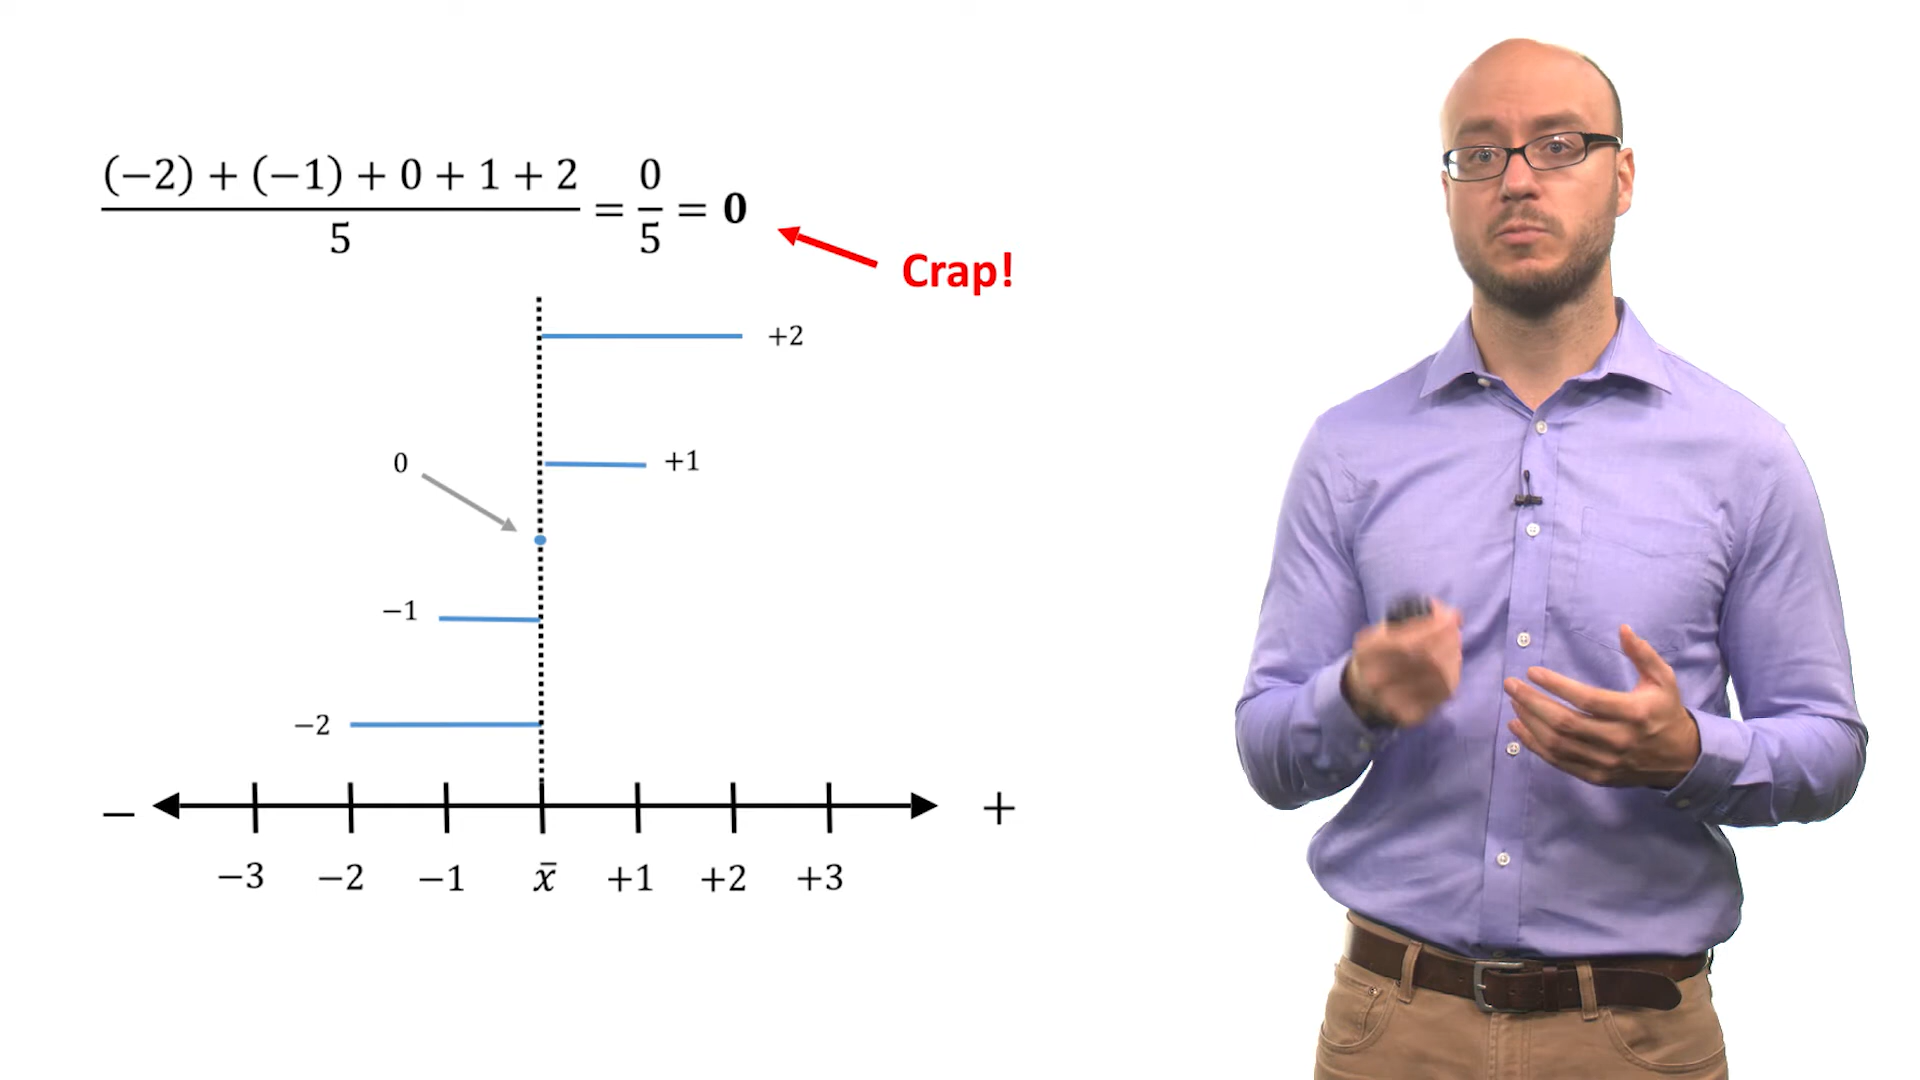 (−2) + (−1) + 0 + 1 + 2 / 5 = 0 / 5 = 0
Crap!
+2
0
+1
−1
−2
− −3 −2 −1 x̄ +1 +2 +3 +